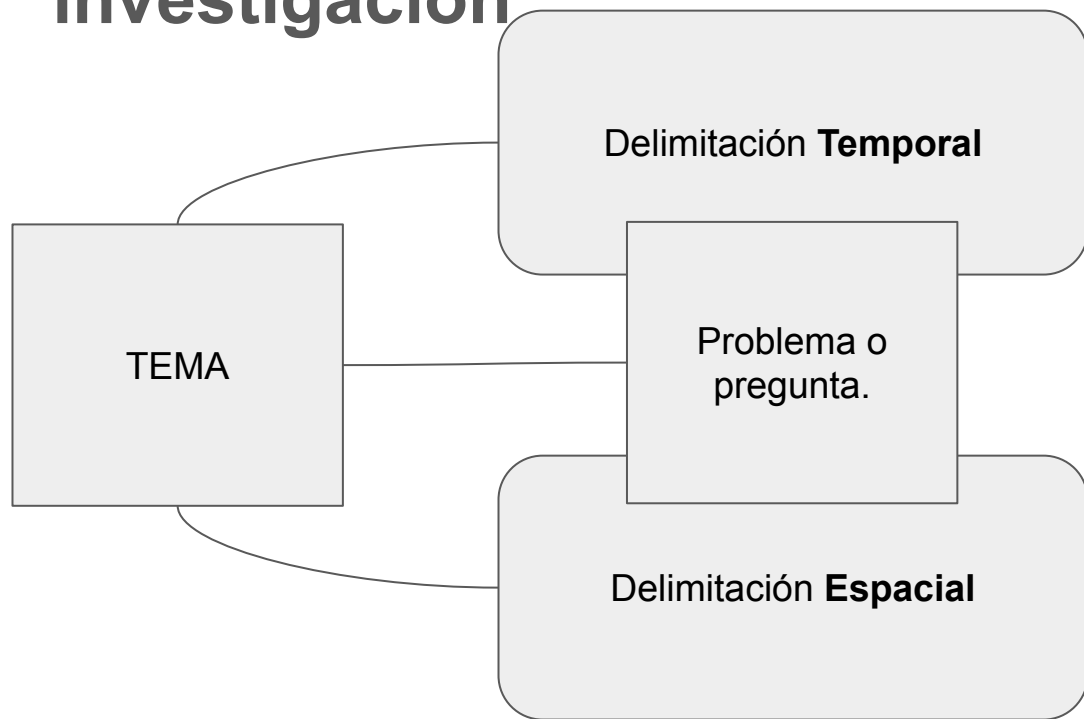 investigación
Delimitación Temporal
TEMA
Problema o
pregunta.
Delimitación Espacial